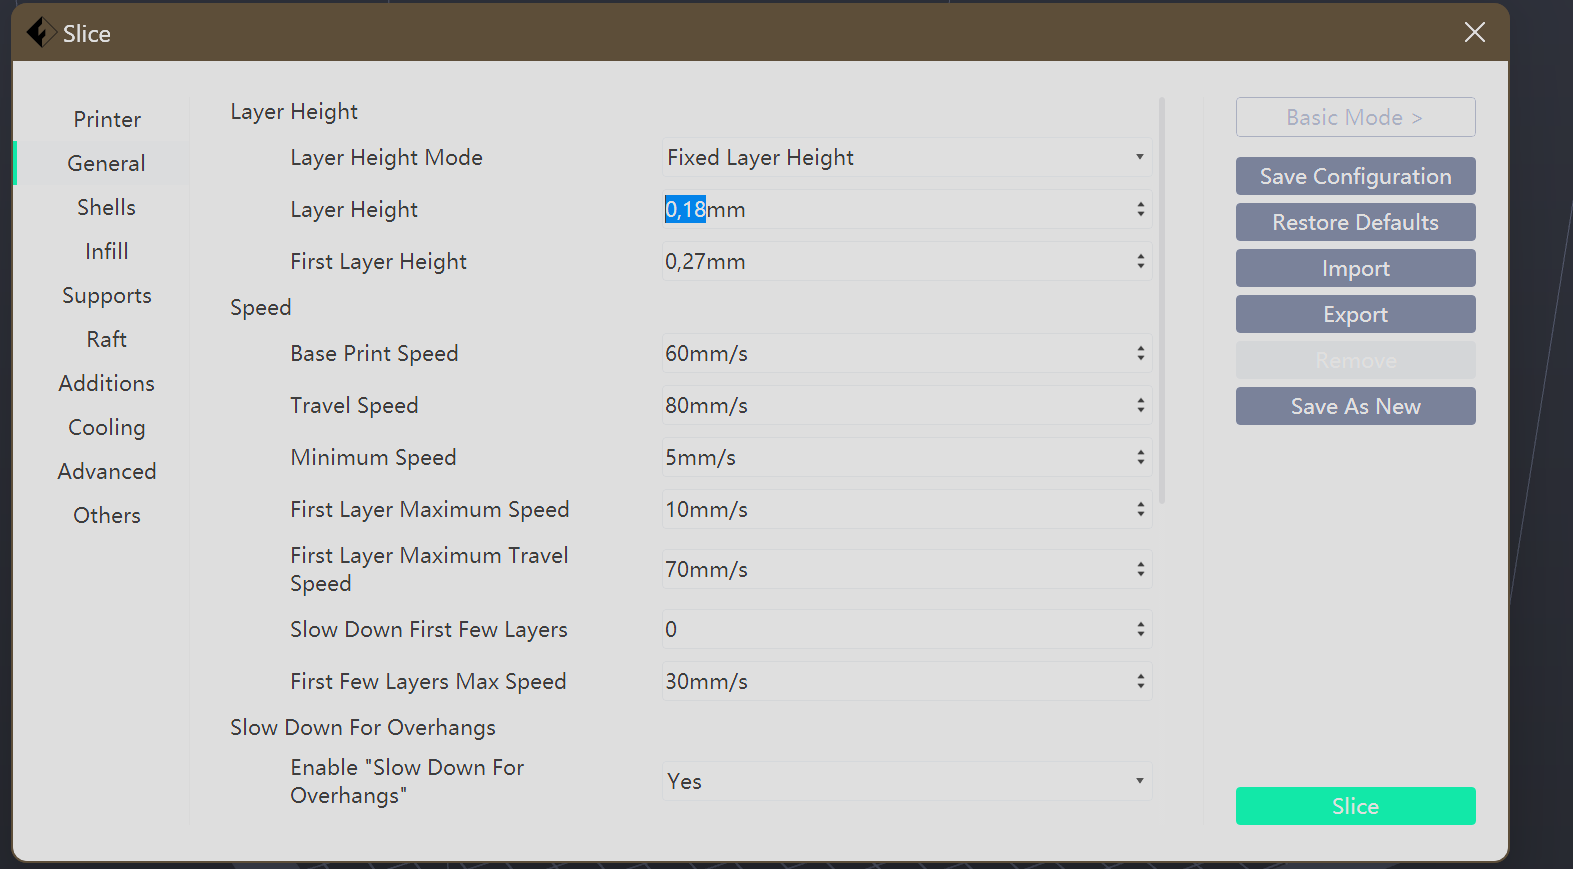 Slice
Printer
General
Shells
Infill
Supports
Raft
Additions
Cooling
Advanced
Others
Layer Height
Layer Height Mode Fixed Layer Height
Layer Height 0,18mm
First Layer Height 0,27mm
Speed
Base Print Speed 60mm/s
Travel Speed 80mm/s
Minimum Speed 5mm/s
First Layer Maximum Speed 10mm/s
First Layer Maximum Travel
Speed 70mm/s
Slow Down First Few Layers 0
First Few Layers Max Speed 30mm/s
Slow Down For Overhangs
Enable "Slow Down For
Overhangs" Yes
Basic Mode >
Save Configuration
Restore Defaults
Import
Export
Remove
Save As New
Slice